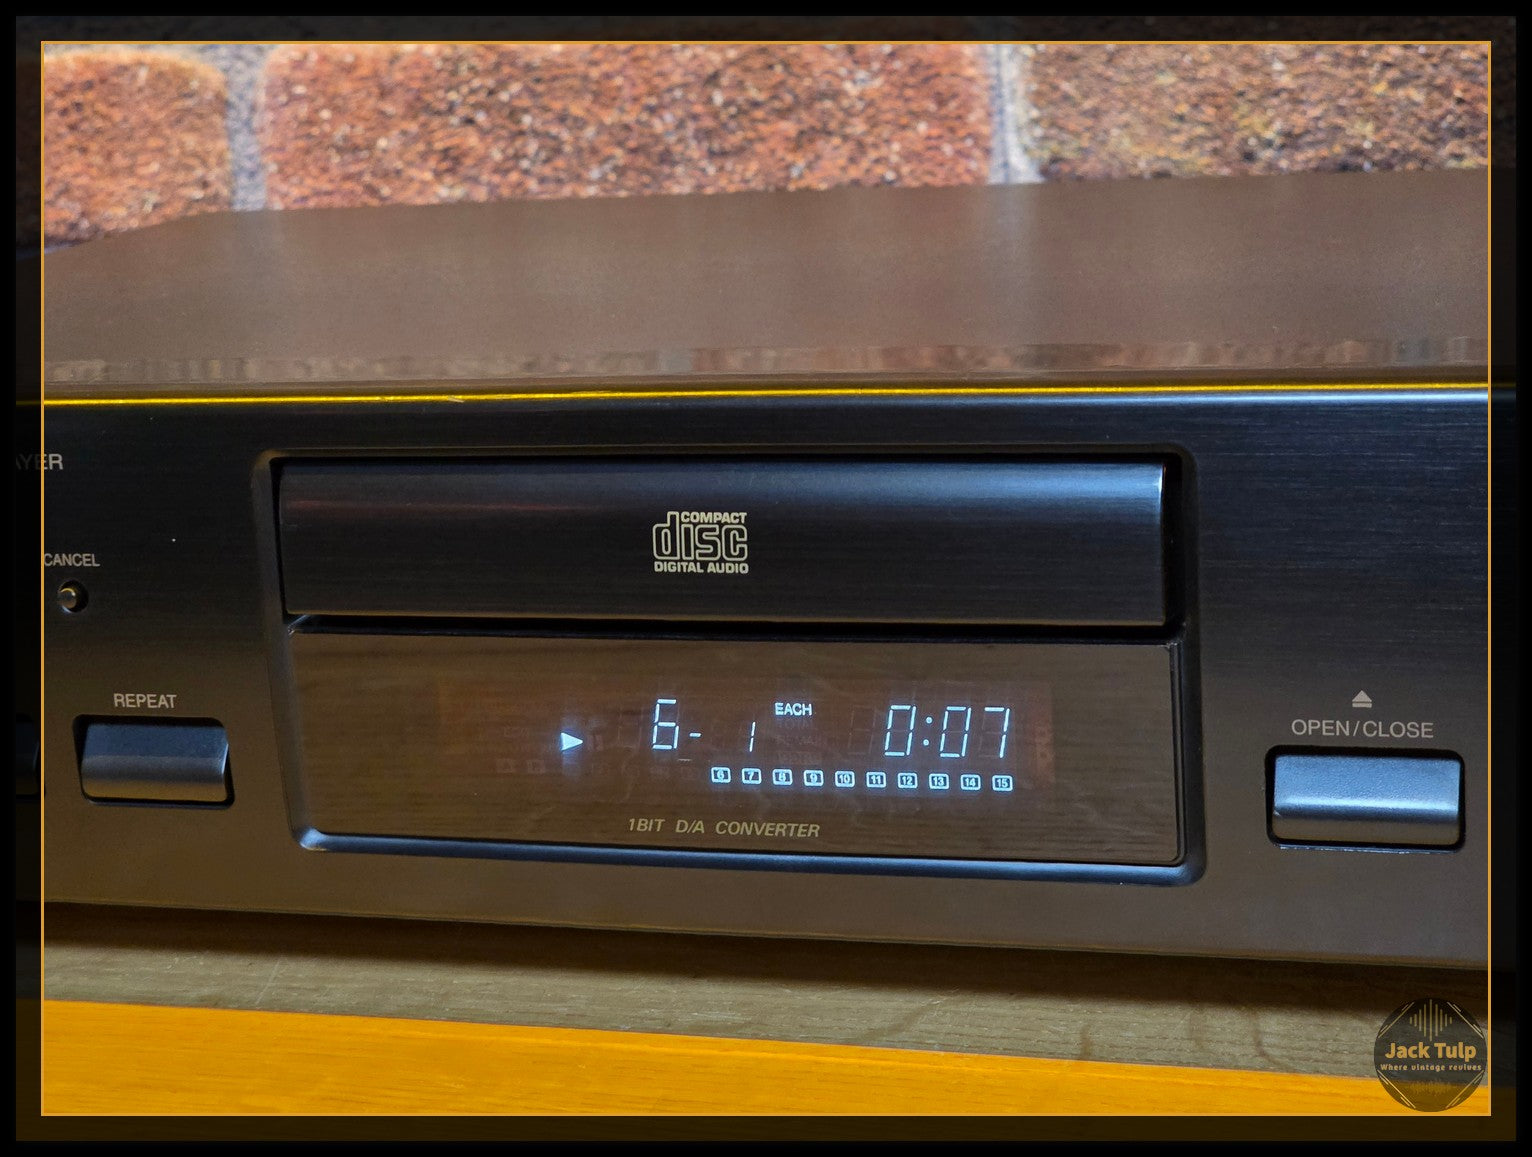 AYER
CANCEL
REPEAT
COMPACT
disc
DIGITAL AUDIO
6- 1 EACH 0:07
6 7 8 9 10 11 12 13 14 15
1BIT D/A CONVERTER
OPEN/CLOSE
Jack Tulp
Where vintage revives